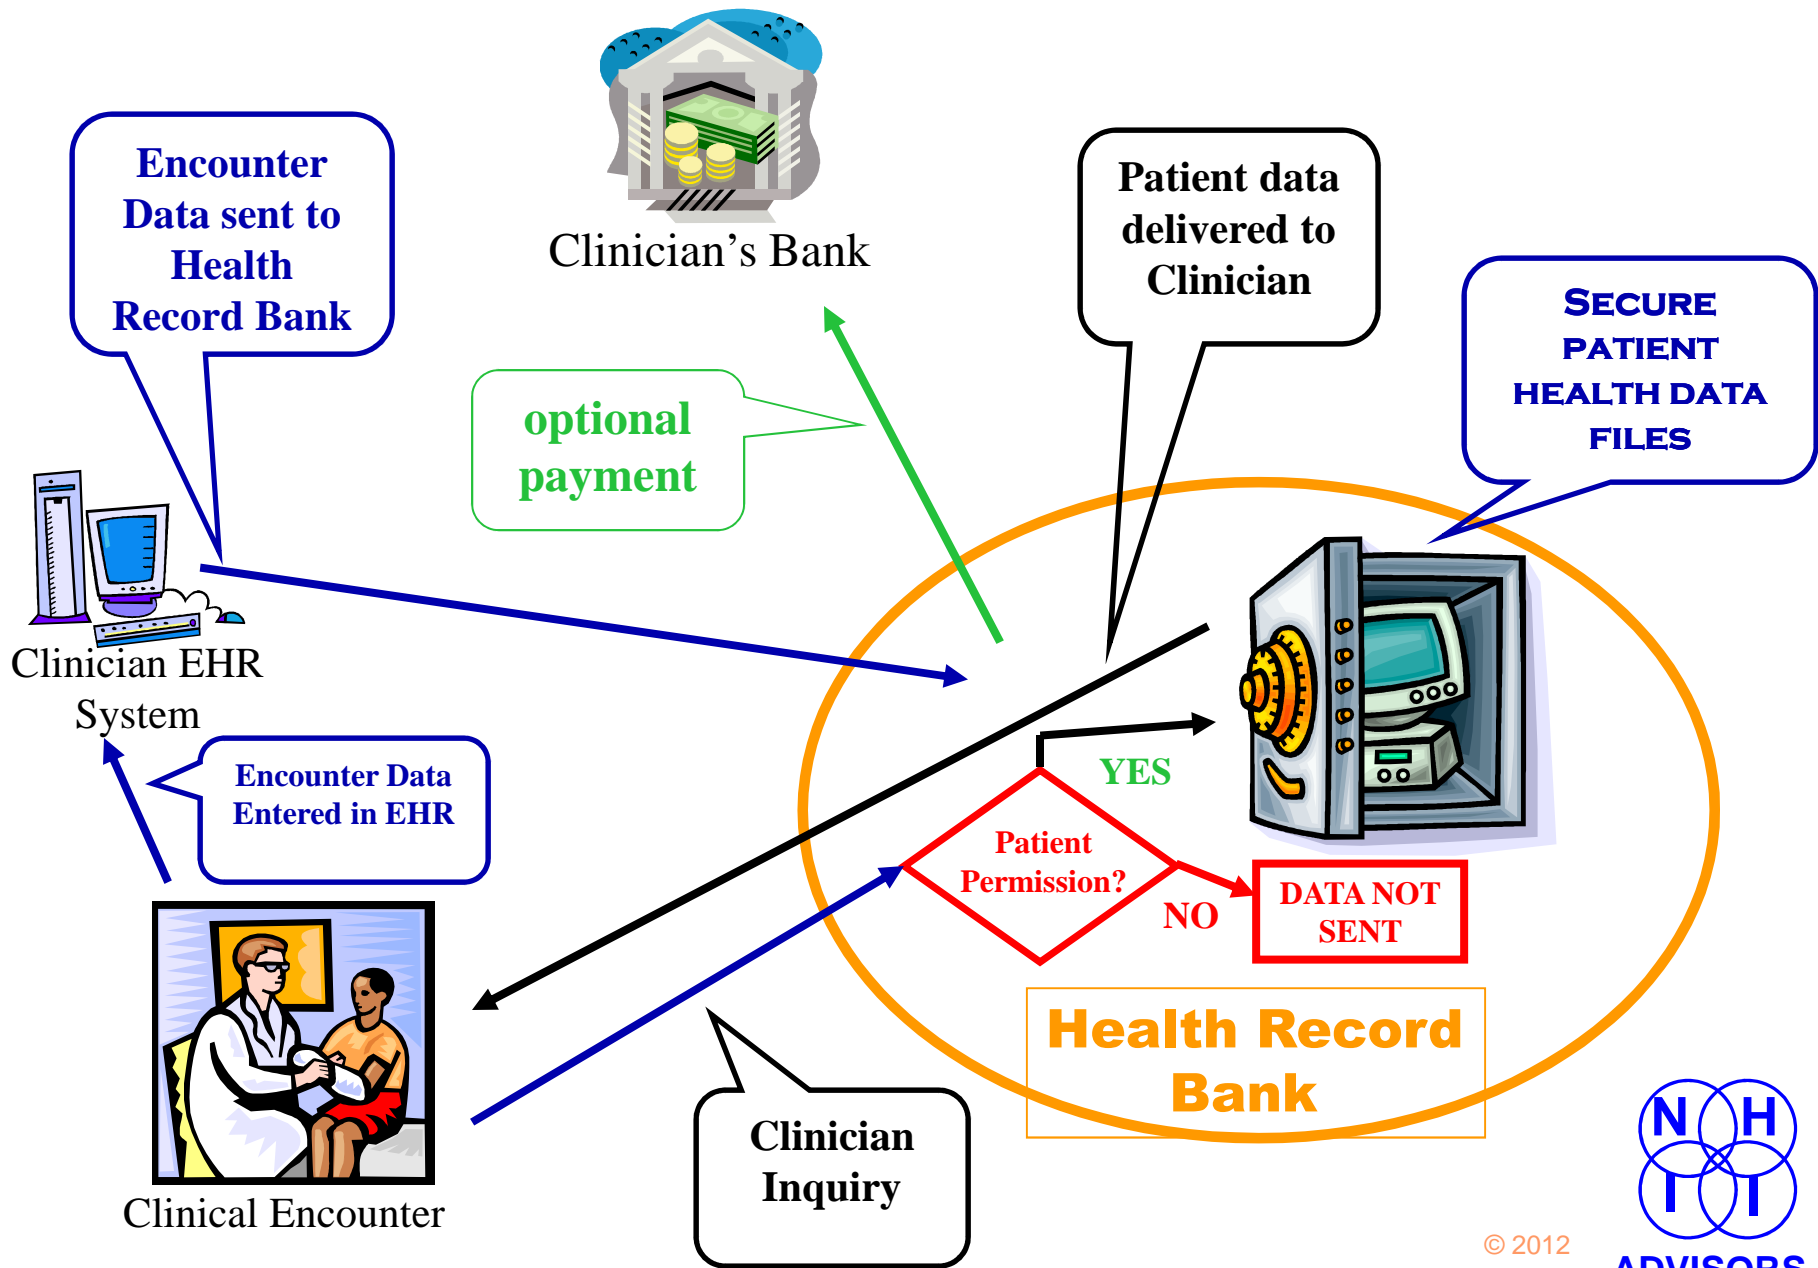 Encounter
Data sent to
Health
Record Bank
Clinician’s Bank
Patient data
delivered to
Clinician
SECURE
PATIENT
HEALTH DATA
FILES
optional
payment
Clinician EHR
System
Encounter Data
Entered in EHR
YES
Patient
Permission?
NO
DATA NOT
SENT
Health Record
Bank
Clinician
Inquiry
Clinical Encounter
© 2012
N H
I I
ADVISORS